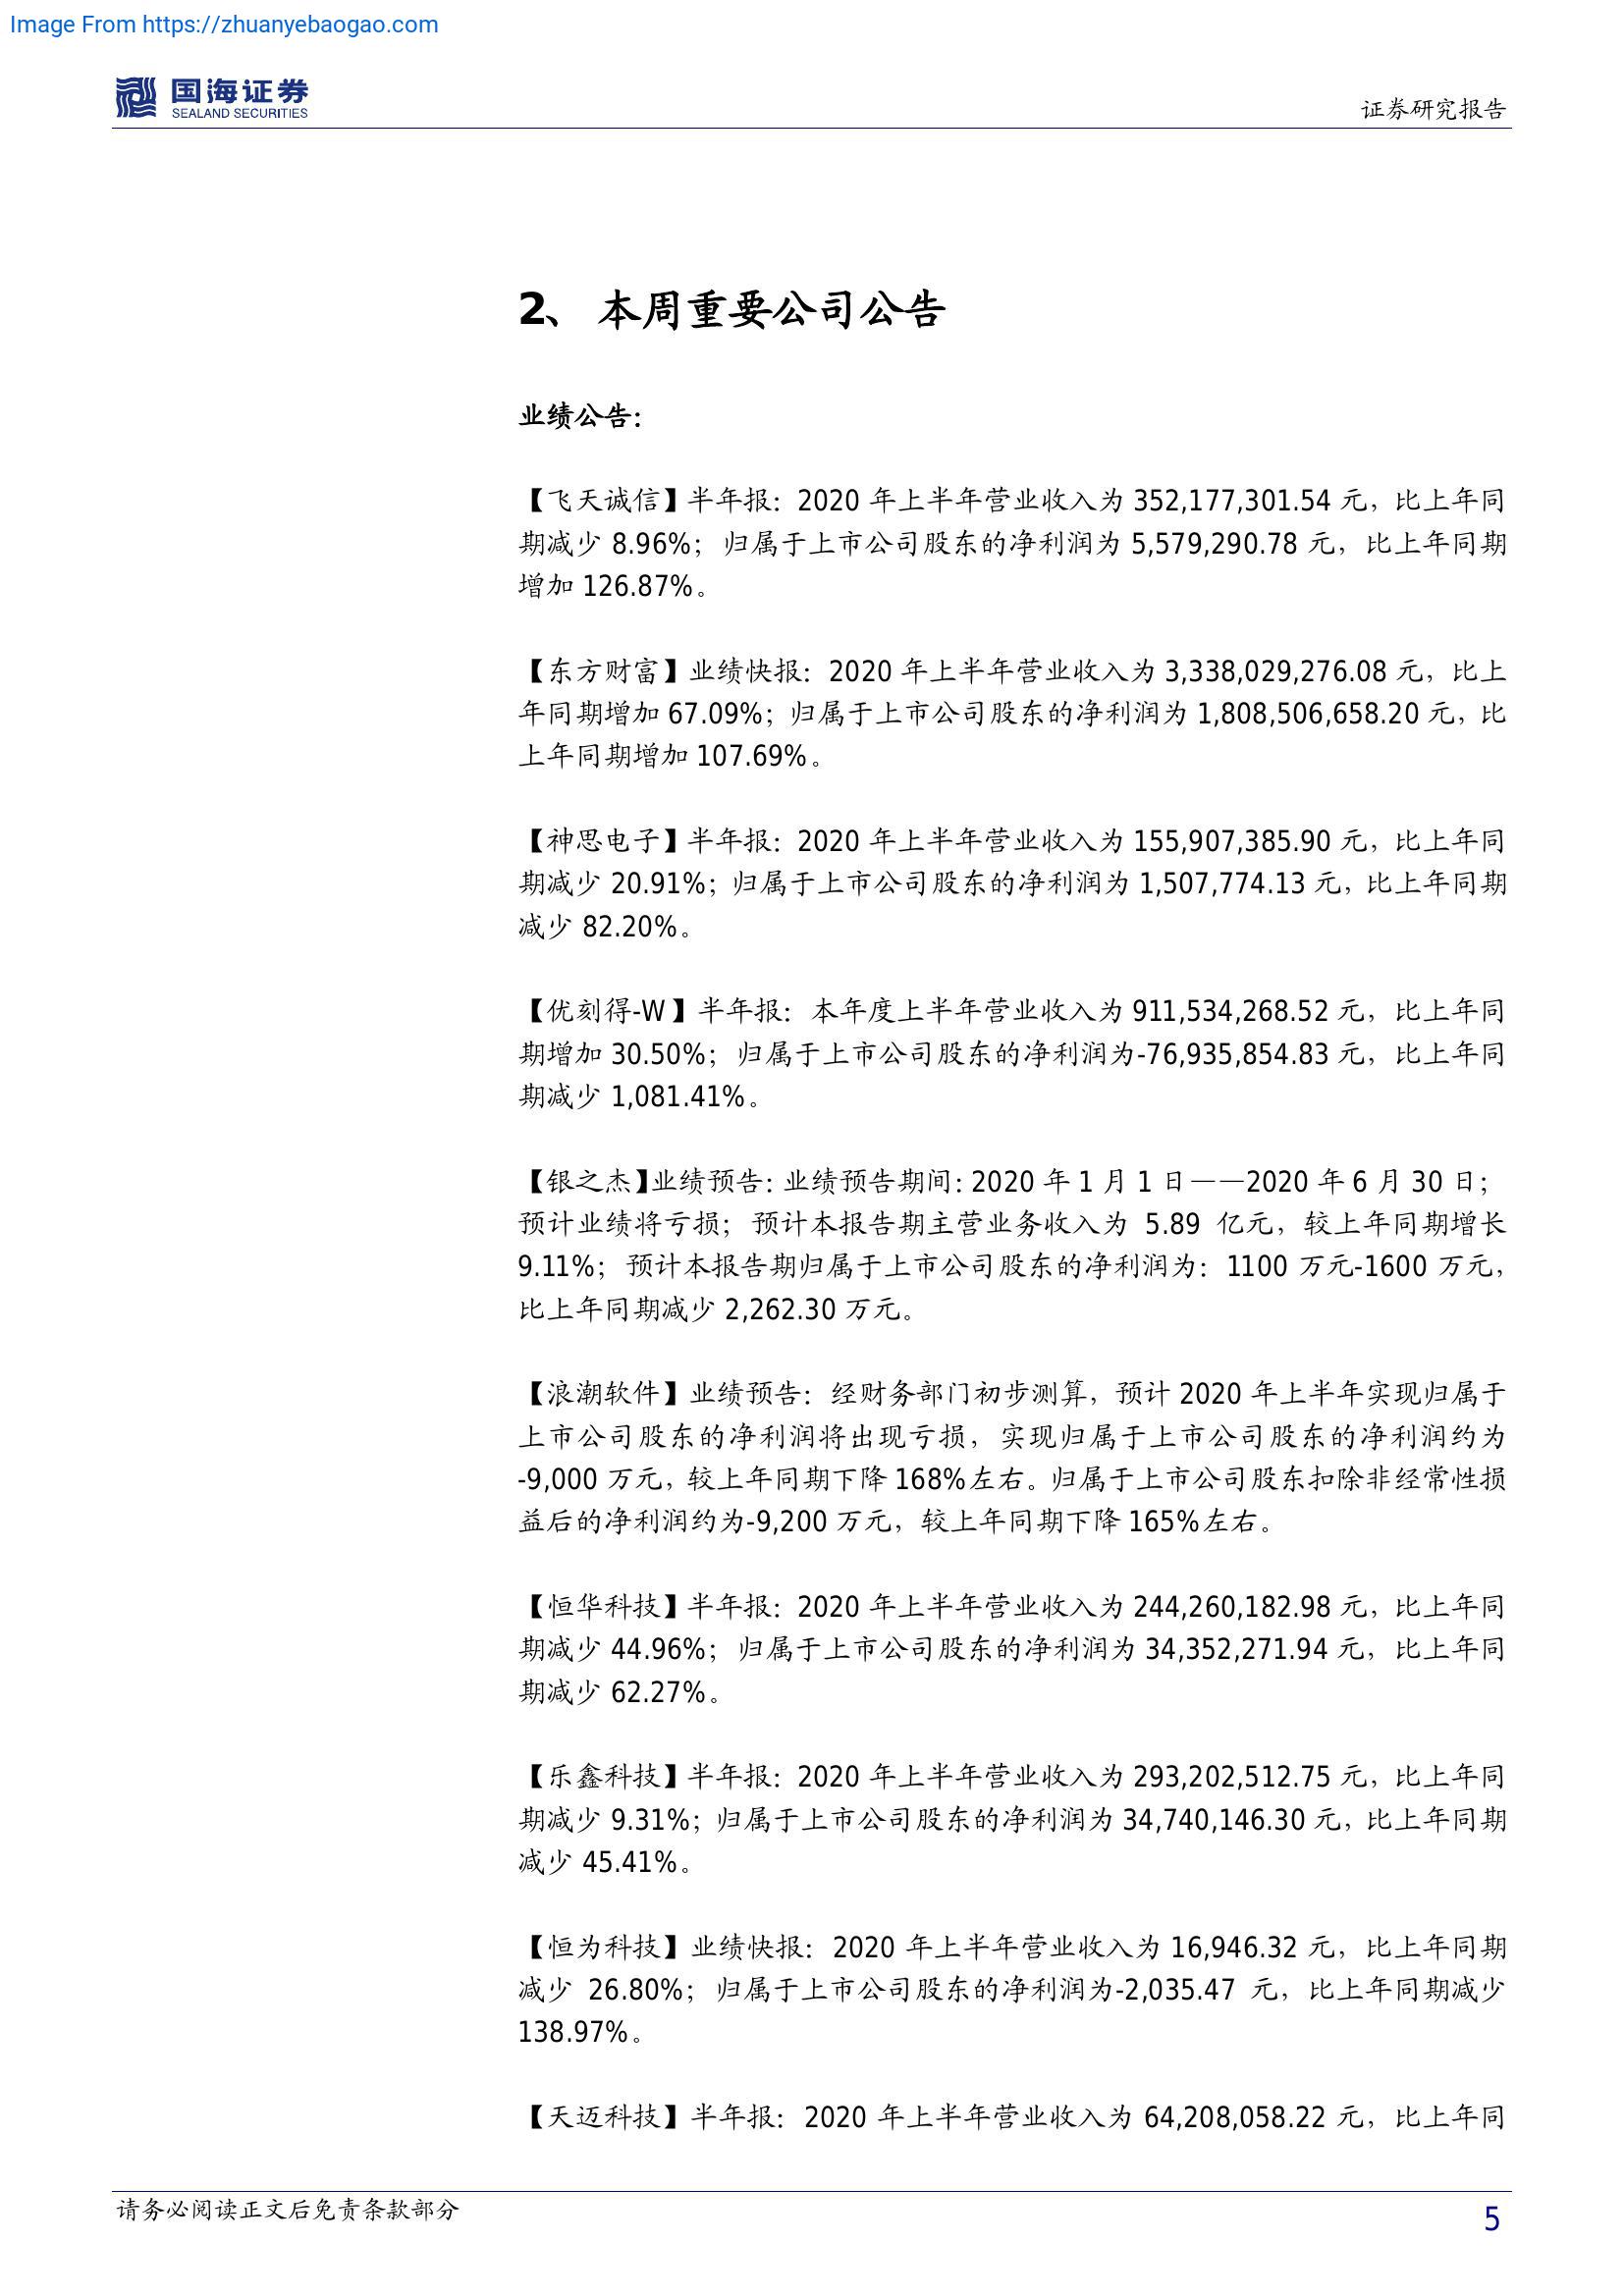 Image From https://zhuanyebaogao.com
国海证券
SEALAND SECURITIES
证券研究报告
2、 本周重要公司公告
业绩公告：
【飞天诚信】半年报：2020 年上半年营业收入为 352,177,301.54 元，比上年同
期减少 8.96%；归属于上市公司股东的净利润为 5,579,290.78 元，比上年同期
增加 126.87%。
【东方财富】业绩快报：2020 年上半年营业收入为 3,338,029,276.08 元，比上
年同期增加 67.09%；归属于上市公司股东的净利润为 1,808,506,658.20 元，比
上年同期增加 107.69%。
【神思电子】半年报：2020 年上半年营业收入为 155,907,385.90 元，比上年同
期减少 20.91%；归属于上市公司股东的净利润为 1,507,774.13 元，比上年同期
减少 82.20%。
【优刻得-W】半年报：本年度上半年营业收入为 911,534,268.52 元，比上年同
期增加 30.50%；归属于上市公司股东的净利润为-76,935,854.83 元，比上年同
期减少 1,081.41%。
【银之杰】业绩预告：业绩预告期间：2020 年 1 月 1 日——2020 年 6 月 30 日；
预计业绩将亏损；预计本报告期主营业务收入为 5.89 亿元，较上年同期增长
9.11%；预计本报告期归属于上市公司股东的净利润为：1100 万元-1600 万元，
比上年同期减少 2,262.30 万元。
【浪潮软件】业绩预告：经财务部门初步测算，预计 2020 年上半年实现归属于
上市公司股东的净利润将出现亏损，实现归属于上市公司股东的净利润约为
-9,000 万元，较上年同期下降 168%左右。归属于上市公司股东扣除非经常性损
益后的净利润约为-9,200 万元，较上年同期下降 165%左右。
【恒华科技】半年报：2020 年上半年营业收入为 244,260,182.98 元，比上年同
期减少 44.96%；归属于上市公司股东的净利润为 34,352,271.94 元，比上年同
期减少 62.27%。
【乐鑫科技】半年报：2020 年上半年营业收入为 293,202,512.75 元，比上年同
期减少 9.31%；归属于上市公司股东的净利润为 34,740,146.30 元，比上年同期
减少 45.41%。
【恒为科技】业绩快报：2020 年上半年营业收入为 16,946.32 元，比上年同期
减少 26.80%；归属于上市公司股东的净利润为-2,035.47 元，比上年同期减少
138.97%。
【天迈科技】半年报：2020 年上半年营业收入为 64,208,058.22 元，比上年同
请务必阅读正文后免责条款部分
5